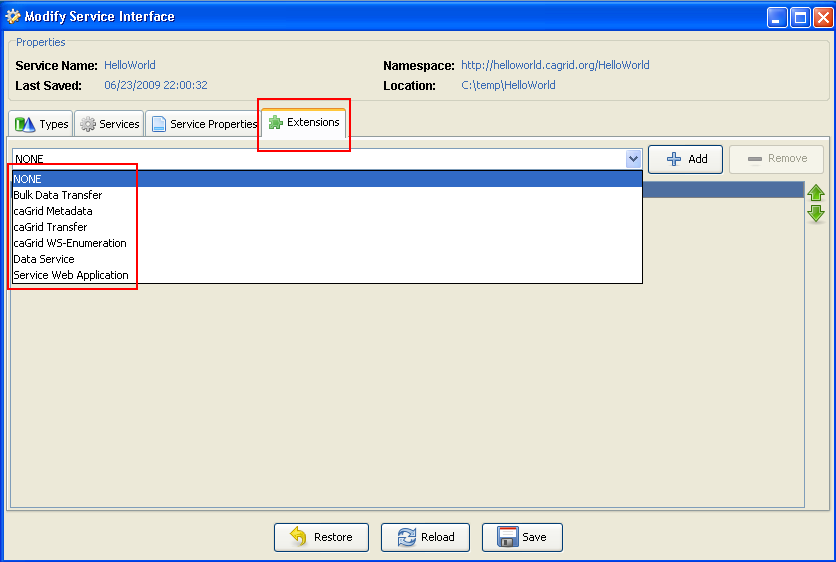 Modify Service Interface
Properties
Service Name: HelloWorld
Namespace: http://helloworld.cagrid.org/HelloWorld
Last Saved: 06/23/2009 22:00:32
Location: C:\temp\HelloWorld
Types
Services
Service Properties
Extensions
NONE
Add
Remove
NONE
Bulk Data Transfer
caGrid Metadata
caGrid Transfer
caGrid WS-Enumeration
Data Service
Service Web Application
Restore
Reload
Save